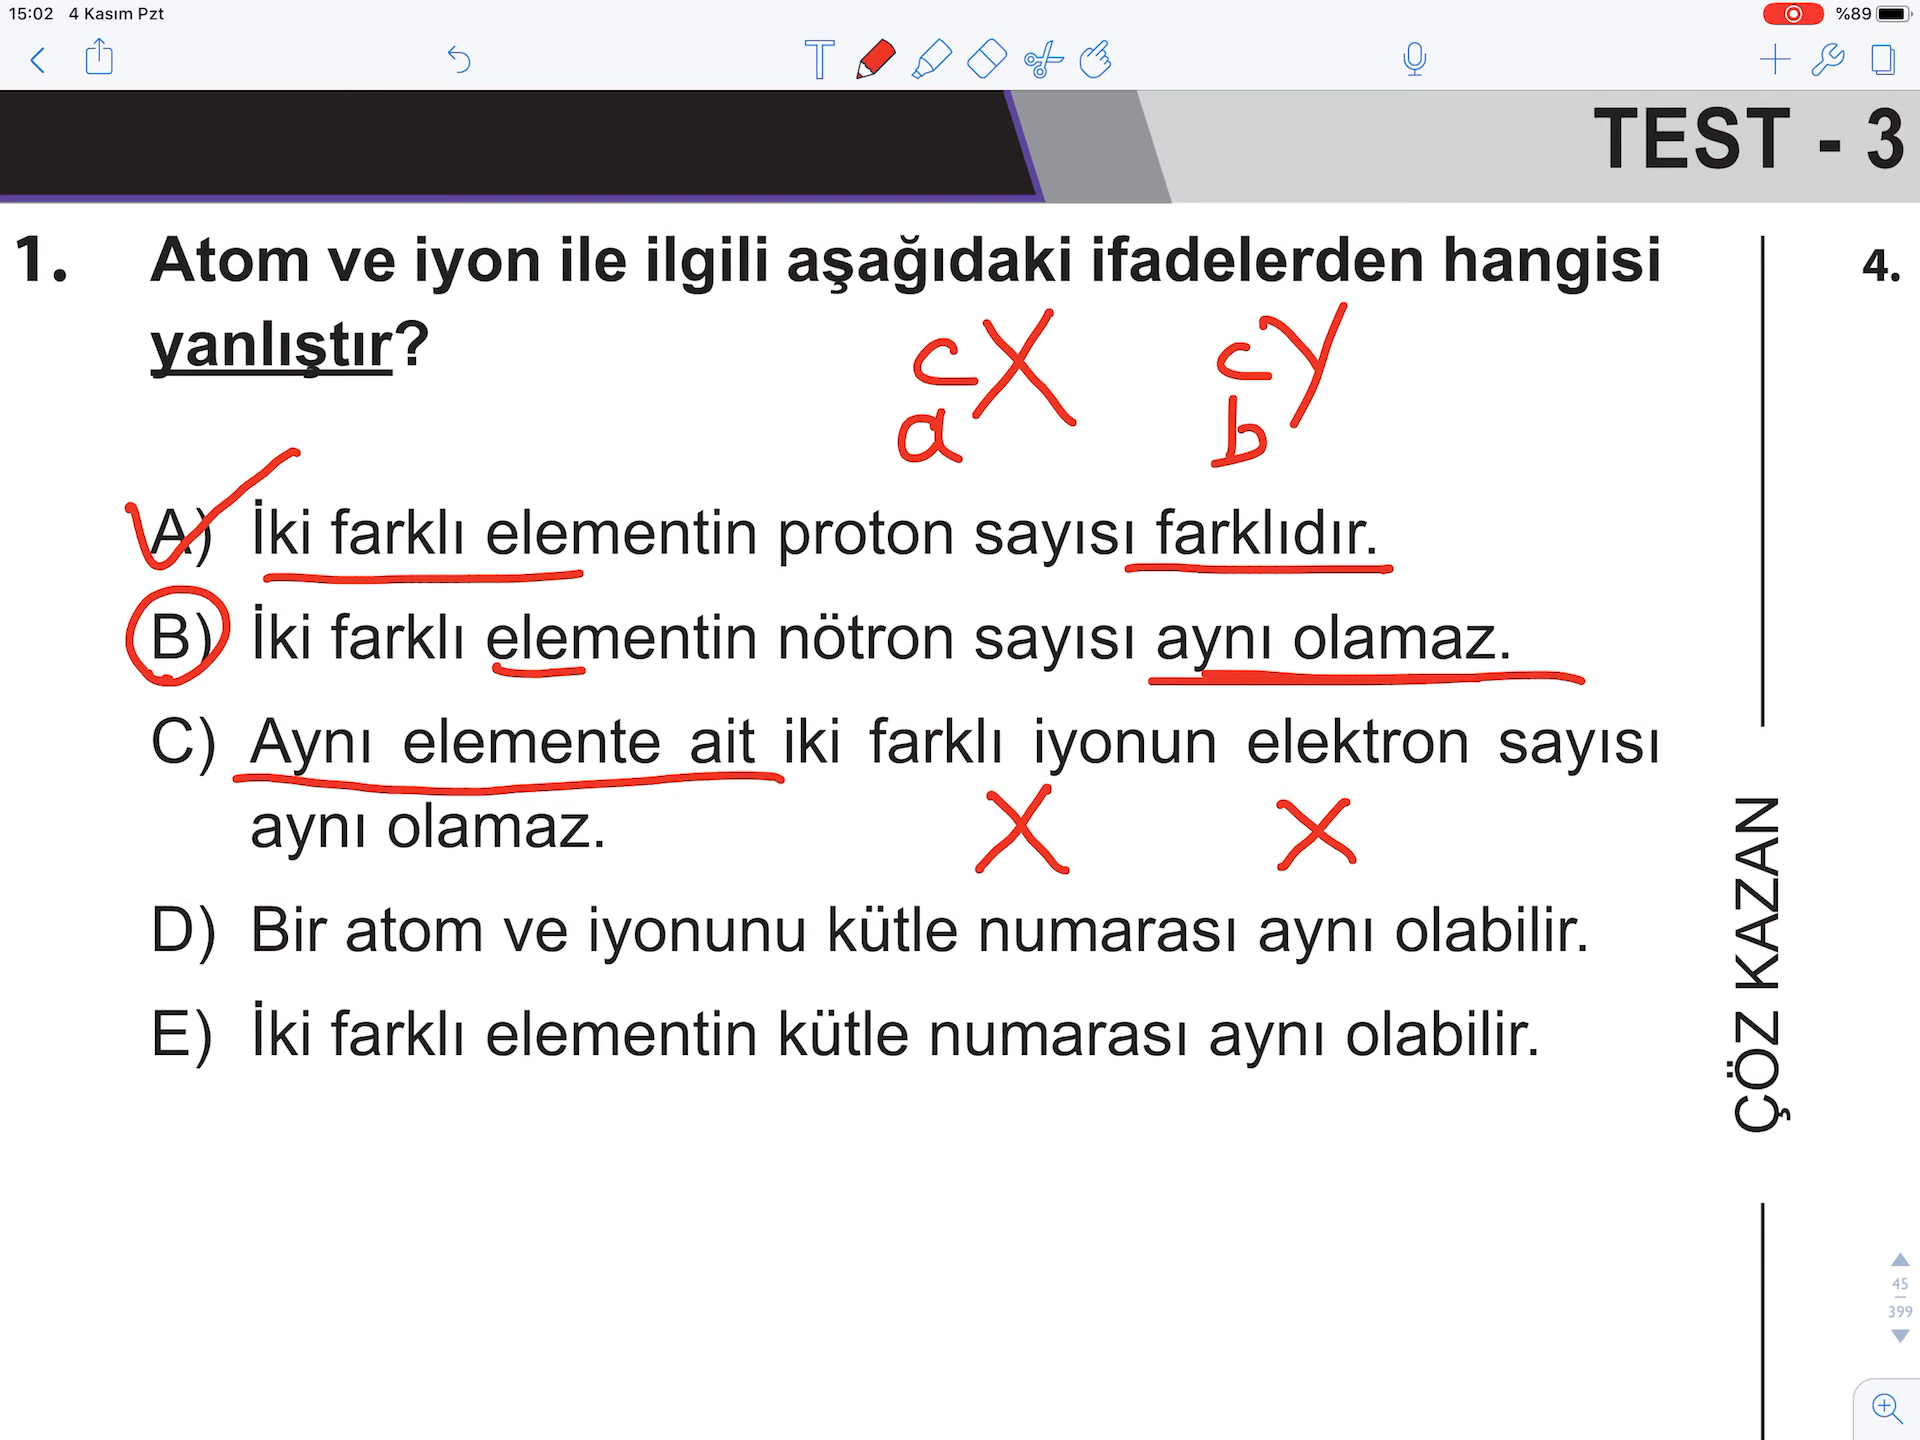 15:02 4 Kasım Pzt
%89
T
TEST - 3
1. Atom ve iyon ile ilgili aşağıdaki ifadelerden hangisi
yanlıştır?
c X
a
c Y
b
A) İki farklı elementin proton sayısı farklıdır.
B) İki farklı elementin nötron sayısı aynı olamaz.
C) Aynı elemente ait iki farklı iyonun elektron sayısı
aynı olamaz.
X X
D) Bir atom ve iyonunu kütle numarası aynı olabilir.
E) İki farklı elementin kütle numarası aynı olabilir.
ÇÖZ KAZAN
4.
45
399